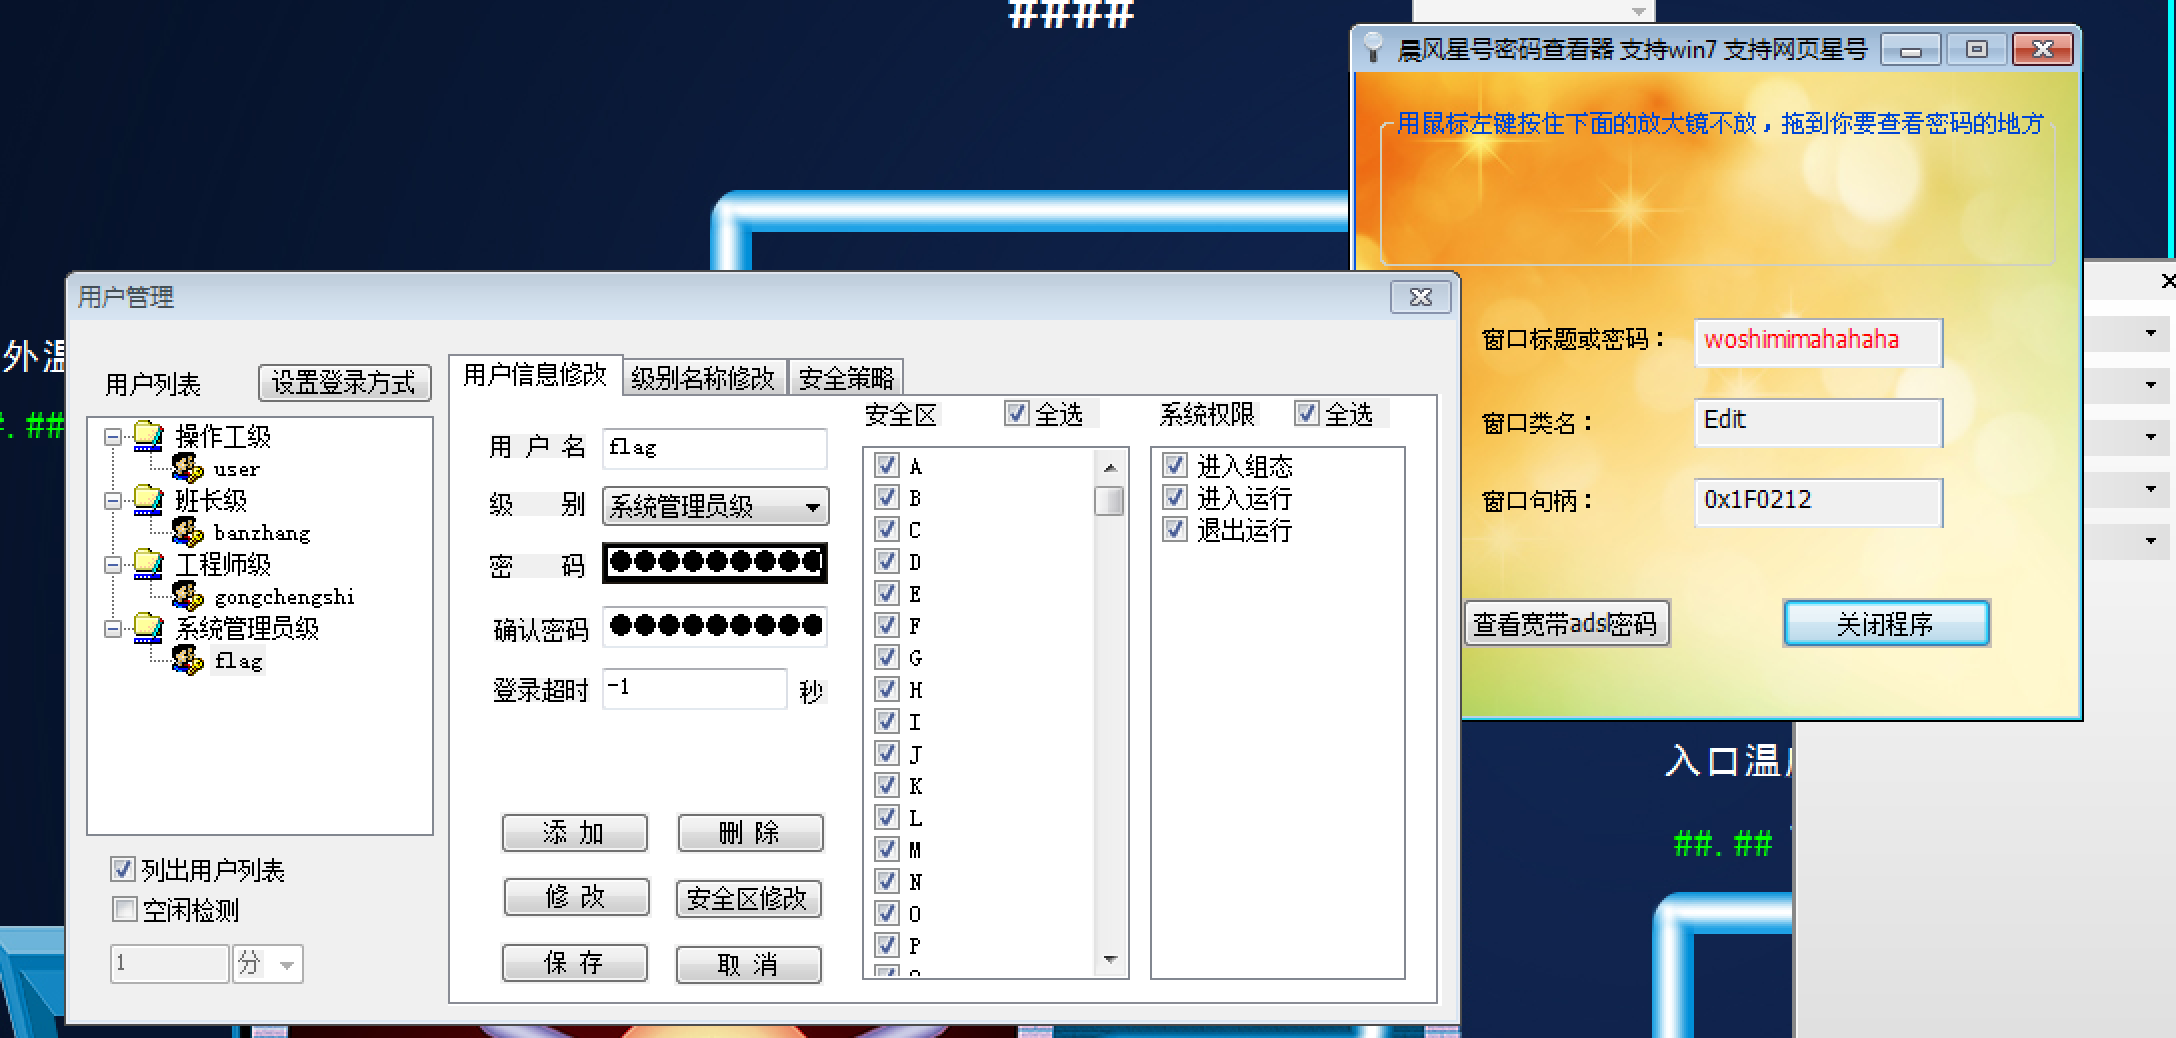 ####
晨风星号密码查看器 支持win7 支持网页星号
用鼠标左键按住下面的放大镜不放，拖到你要查看密码的地方
窗口标题或密码： woshimimahahaha
窗口类名： Edit
窗口句柄： 0x1F0212
查看宽带adsl密码
关闭程序
用户管理
外温
#.##
用户列表
设置登录方式
操作工级
user
班长级
banzhang
工程师级
gongchengshi
系统管理员级
flag
列出用户列表
空闲检测
1 分
用户信息修改 级别名称修改 安全策略
用 户 名 flag
级 别 系统管理员级
密 码 ●●●●●●●●●
确认密码 ●●●●●●●●●
登录超时 -1 秒
添 加
删 除
修 改
安全区修改
保 存
取 消
安全区 全选
A
B
C
D
E
F
G
H
I
J
K
L
M
N
O
P
系统权限 全选
进入组态
进入运行
退出运行
入口温
##.##